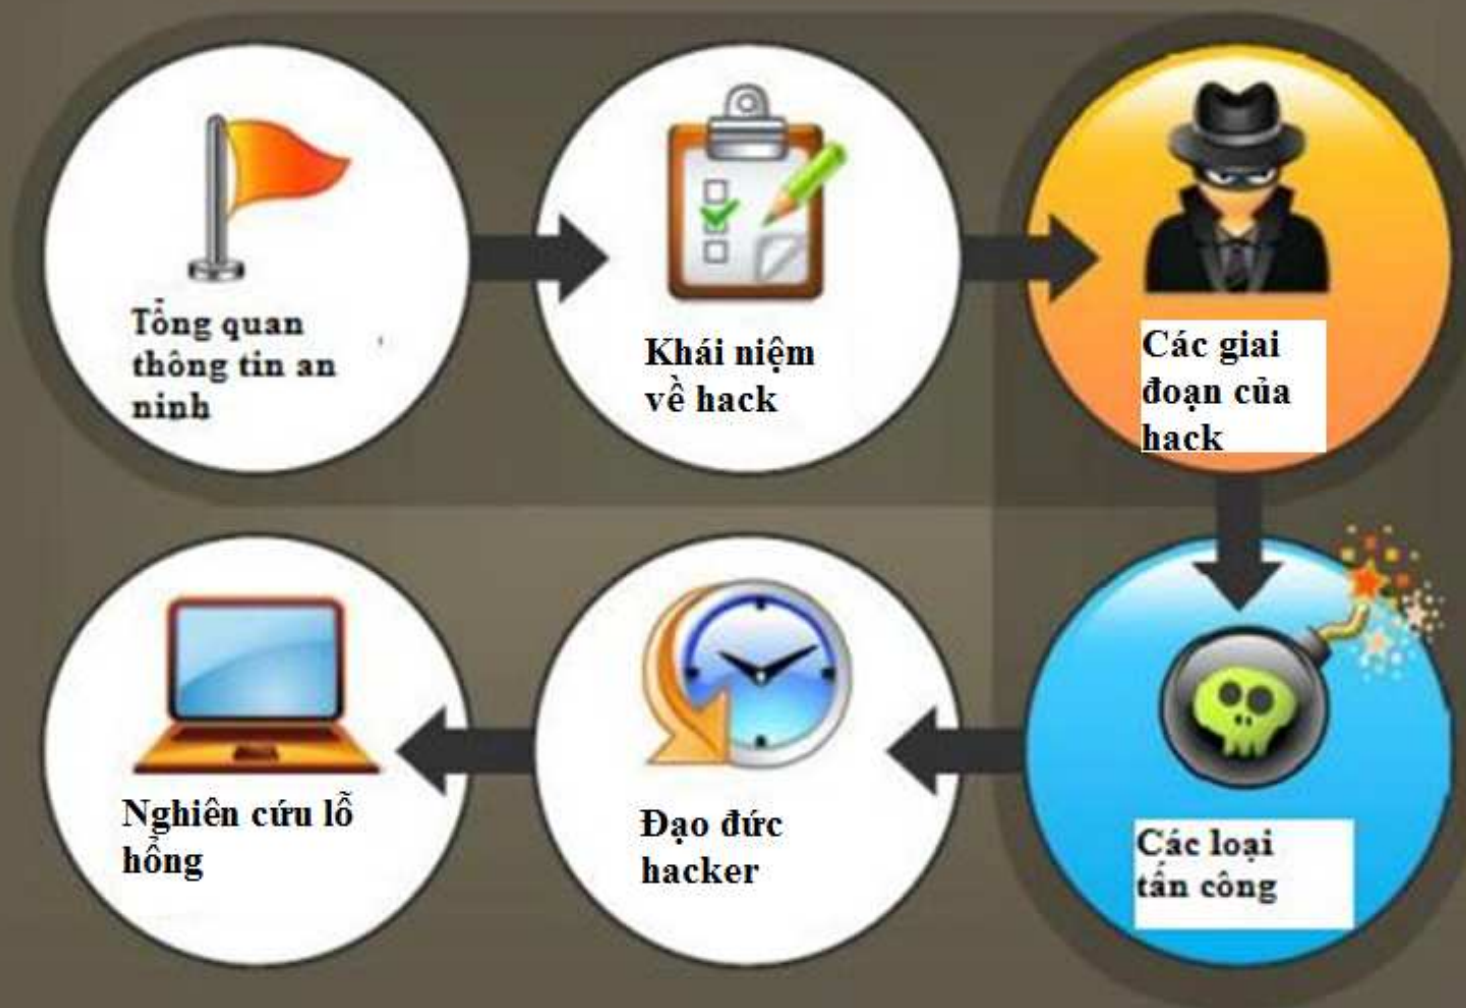 Tổng quan
thông tin an
ninh
Khái niệm
về hack
Các giai
đoạn của
hack
Các loại
tấn công
Đạo đức
hacker
Nghiên cứu lỗ
hổng